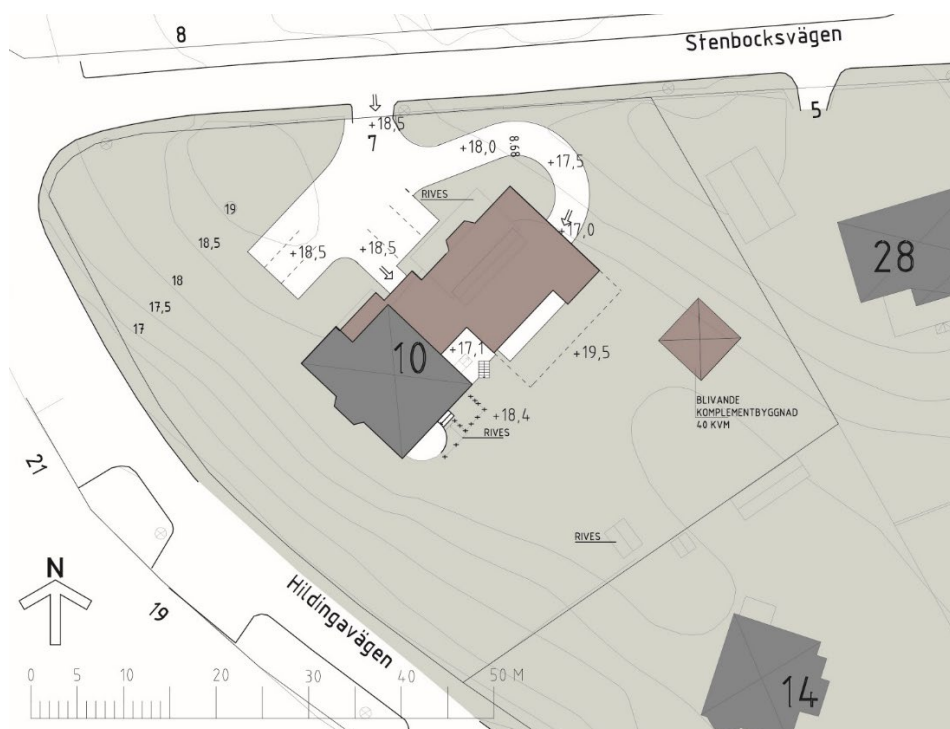 8
Stenbocksvägen
5
+18,5
7
+18,0
8.68
+17,5
RIVES
+17,0
19
18,5
+18,5
+18,5
28
18
17,5
17
10
+17,1
+19,5
BLIVANDE
KOMPLEMENTBYGGNAD
40 KVM
+18,4
RIVES
21
RIVES
N
19
Hildingavägen
0 5 10 20 30 40 50 M
14